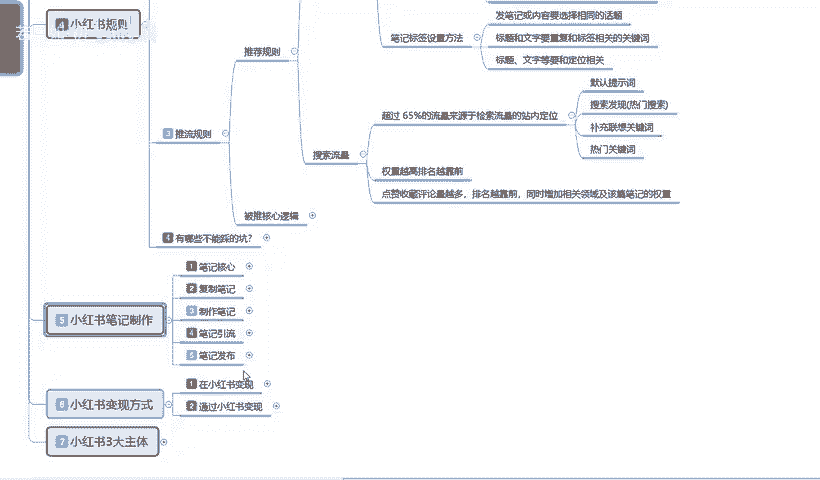 4 小红书规则
发笔记或内容要选择相同的话题
笔记标签设置方法
标题和文字要重复和标签相关的关键词
标题、文字等要和定位相关
推荐规则
3 推流规则
搜索流量
超过 65%的流量来源于检索流量的站内定位
默认提示词
搜索发现(热门搜索)
补充联想关键词
热门关键词
权重越高排名越靠前
点赞收藏评论量越多，排名越靠前，同时增加相关领域及该篇笔记的权重
被推核心逻辑
4 有哪些不能踩的坑？
5 小红书笔记制作
1 笔记核心
2 复制笔记
3 制作笔记
4 笔记引流
5 笔记发布
6 小红书变现方式
1 在小红书变现
2 通过小红书变现
7 小红书3大主体